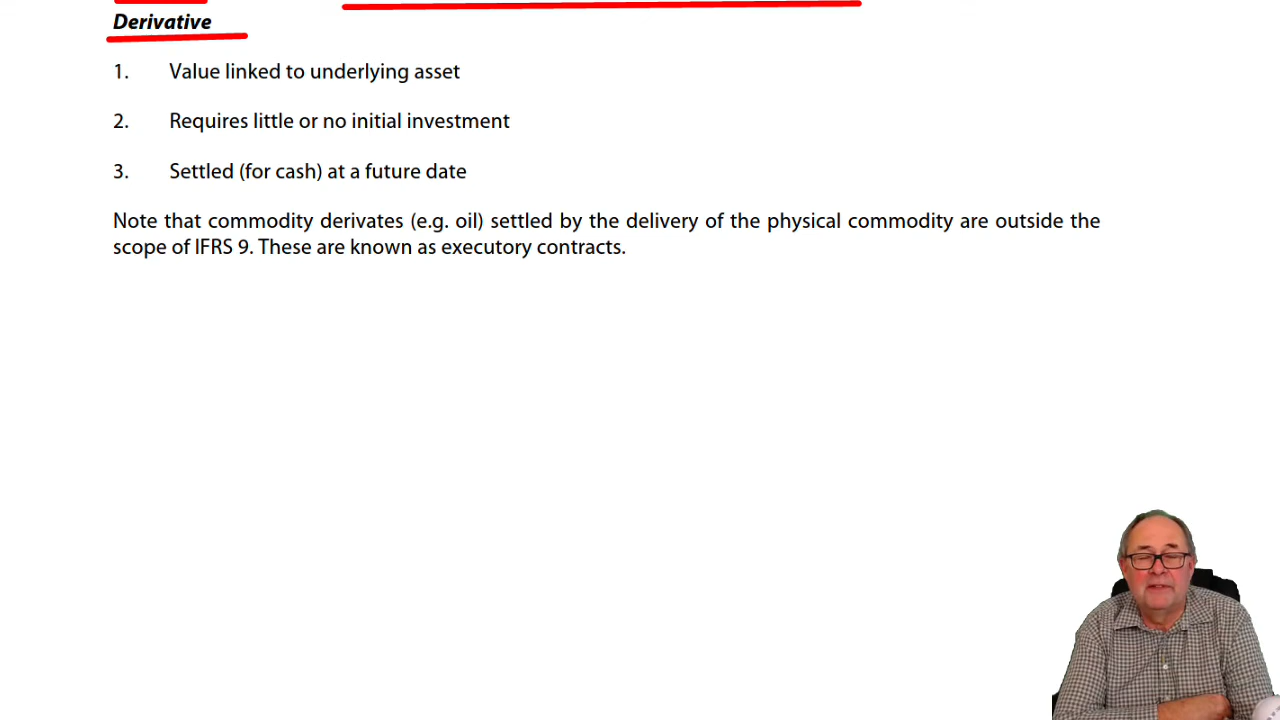 Derivative
1. Value linked to underlying asset
2. Requires little or no initial investment
3. Settled (for cash) at a future date
Note that commodity derivates (e.g. oil) settled by the delivery of the physical commodity are outside the
scope of IFRS 9. These are known as executory contracts.